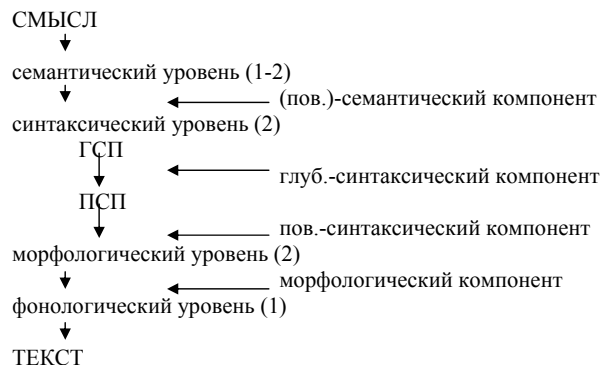 СМЫСЛ
семантический уровень (1-2)
(пов.)-семантический компонент
синтаксический уровень (2)
ГСП
глуб.-синтаксический компонент
ПСП
пов.-синтаксический компонент
морфологический уровень (2)
морфологический компонент
фонологический уровень (1)
ТЕКСТ